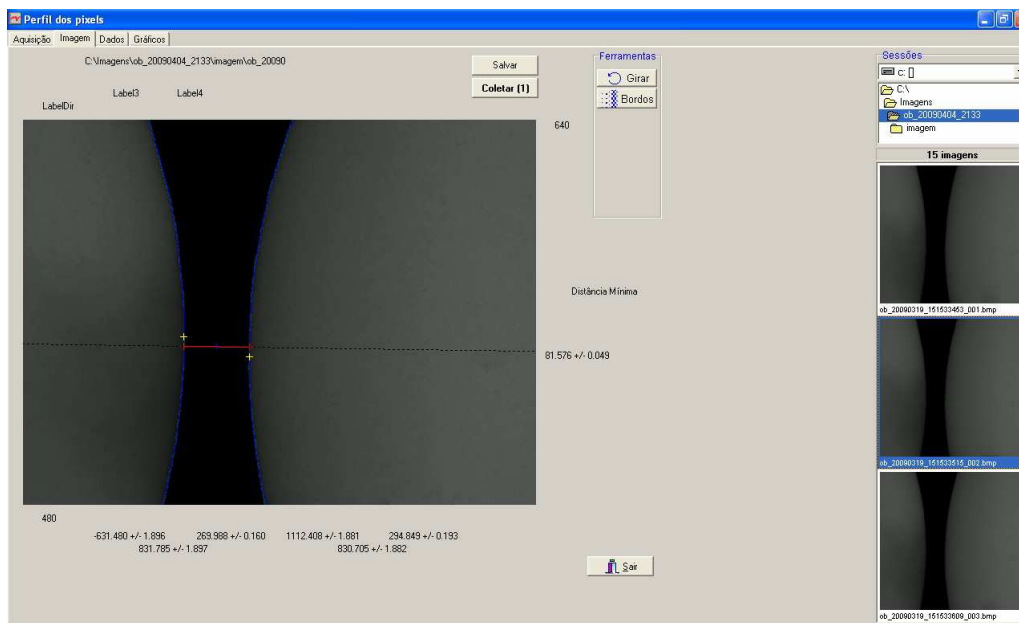 Perfil dos pixels
Aquisição Imagem Dados Gráficos
C:\Imagens\ob_20090404_2133\imagem\ob_20090
Salvar
Coletar (1)
Label3 Label4
LabelDir
640
Ferramentas
Girar
Bordos
Distância Mínima
81.576 +/- 0.049
480
-631.480 +/- 1.896 269.988 +/- 0.160 1112.408 +/- 1.881 294.849 +/- 0.193
831.785 +/- 1.897 830.705 +/- 1.882
Sair
Sessões
c: []
C:\
Imagens
ob_20090404_2133
imagem
15 imagens
ob_20090319_151533453_001.bmp
ob_20090319_151533515_002.bmp
ob_20090319_151533609_003.bmp